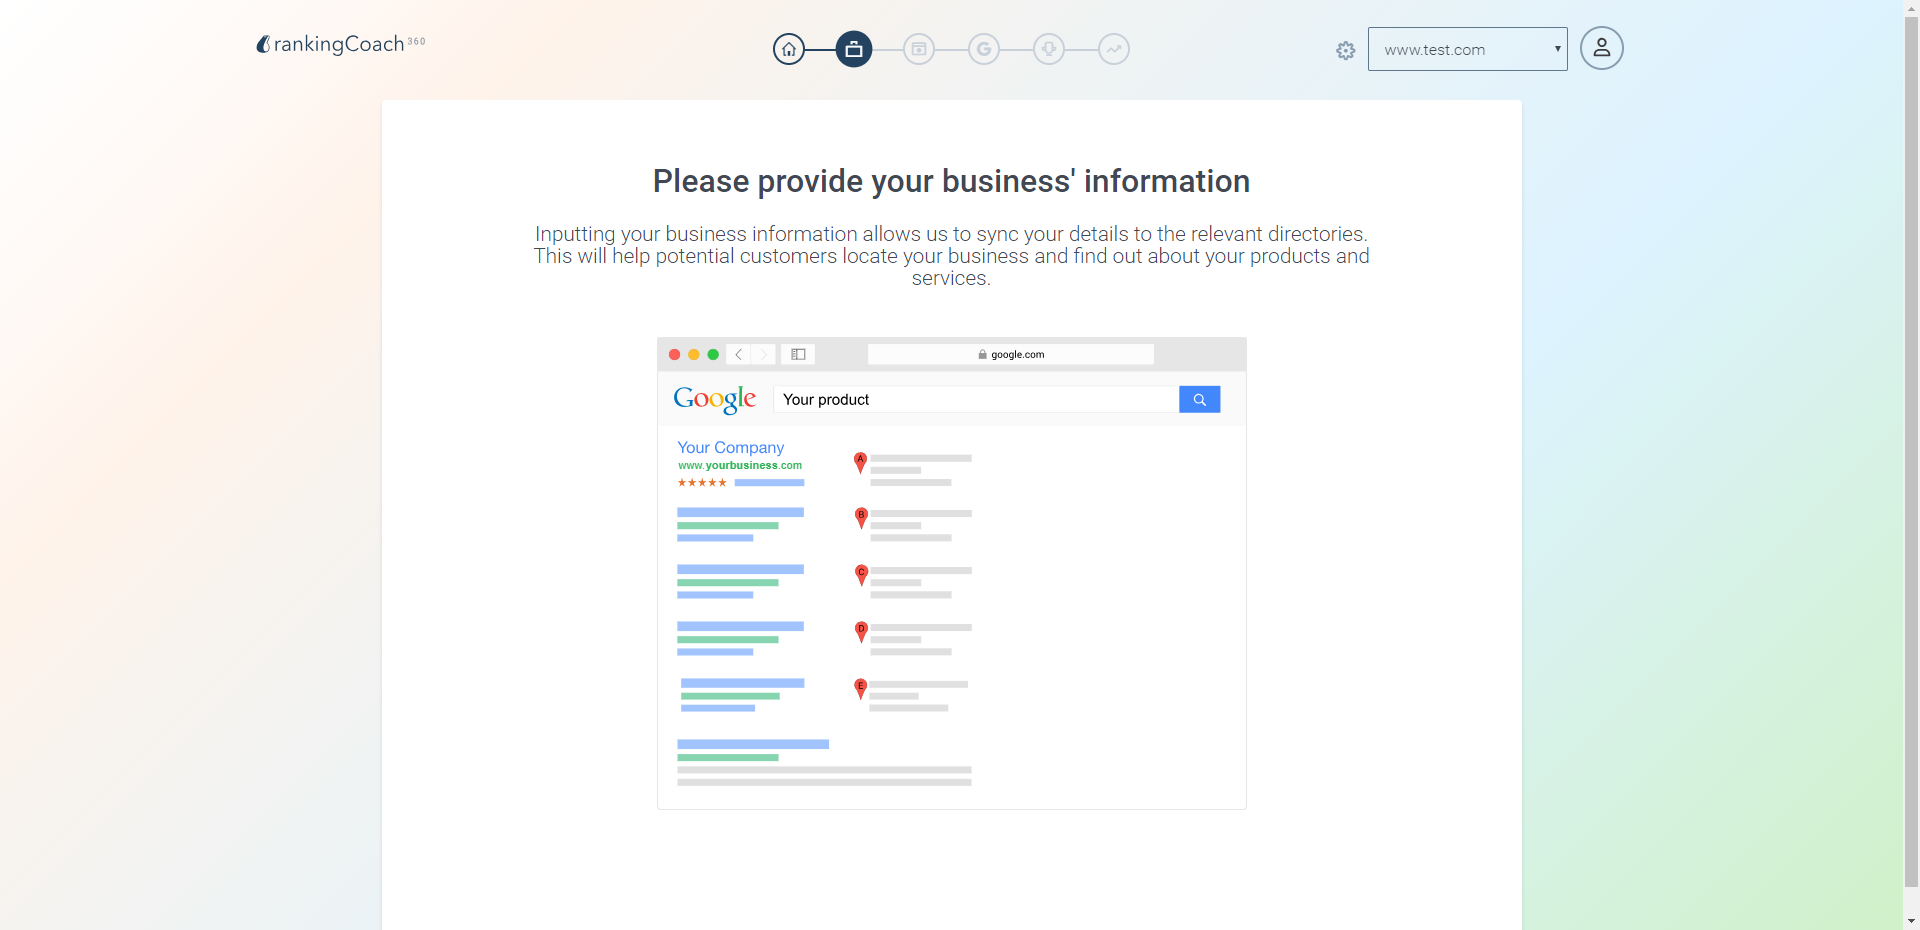 rankingCoach 360
www.test.com
Please provide your business' information
Inputting your business information allows us to sync your details to the relevant directories.
This will help potential customers locate your business and find out about your products and
services.
google.com
Google
Your product
Your Company
www.yourbusiness.com
A
B
C
D
E